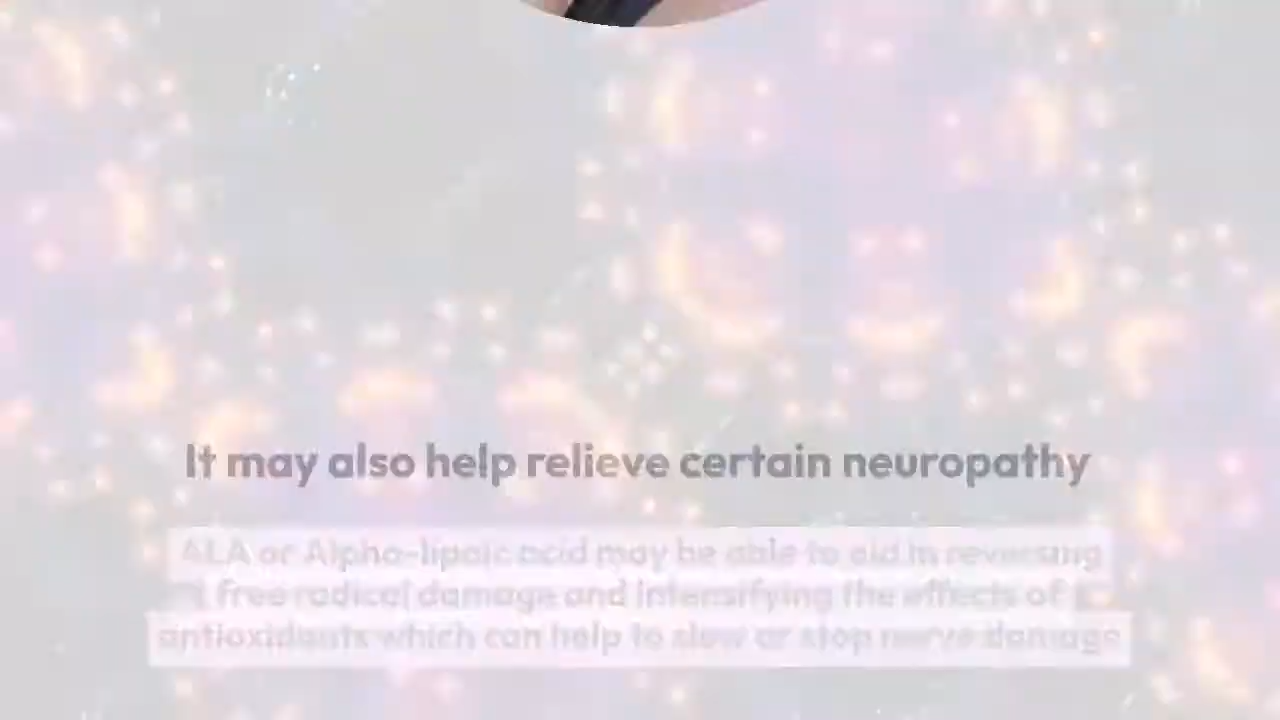 It may also help relieve certain neuropathy
ALA or Alpha-lipoic acid may be able to aid in reversing
free radical damage and intensifying the effects of
antioxidants which can help to slow or stop nerve damage